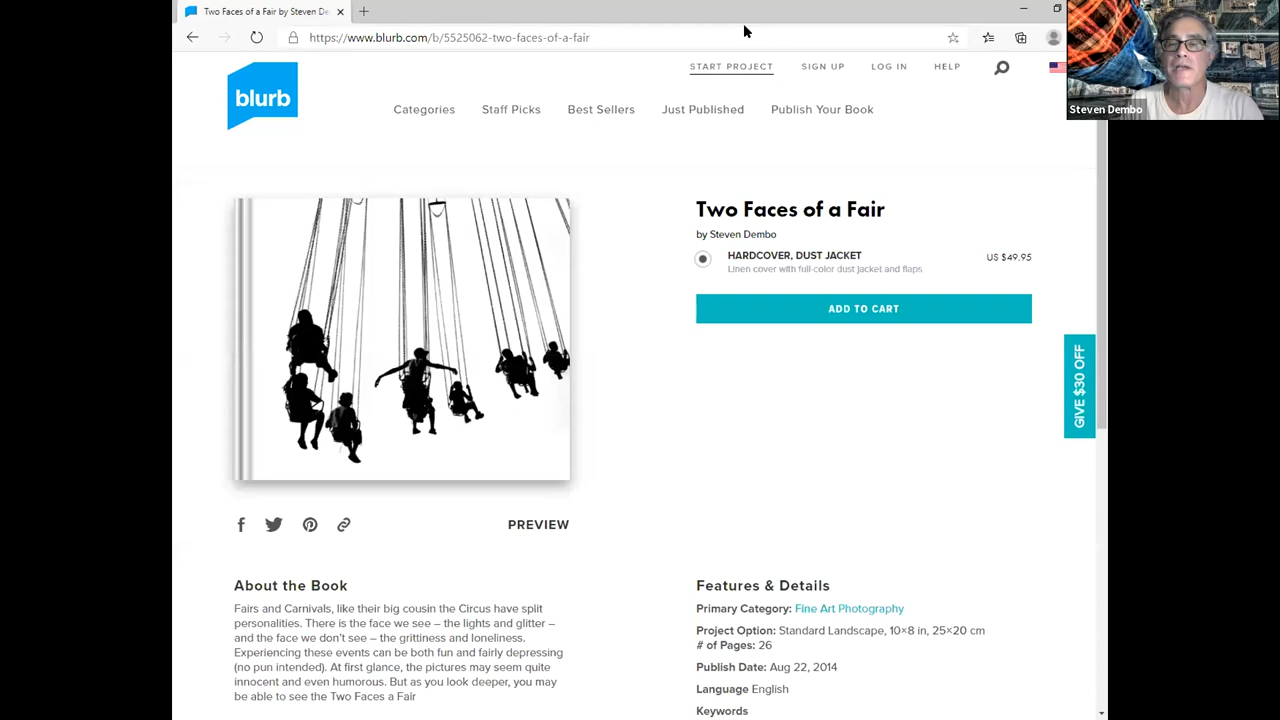 Two Faces of a Fair by Steven De
https://www.blurb.com/b/5525062-two-faces-of-a-fair
START PROJECT SIGN UP LOG IN HELP
Steven Dembo
blurb
Categories Staff Picks Best Sellers Just Published Publish Your Book
Two Faces of a Fair
by Steven Dembo
HARDCOVER, DUST JACKET US $49.95
Linen cover with full-color dust jacket and flaps
ADD TO CART
GIVE $30 OFF
PREVIEW
About the Book
Fairs and Carnivals, like their big cousin the Circus have split
personalities. There is the face we see – the lights and glitter –
and the face we don't see – the grittiness and loneliness.
Experiencing these events can be both fun and fairly depressing
(no pun intended). At first glance, the pictures may seem quite
innocent and even humorous. But as you look deeper, you may
be able to see the Two Faces a Fair
Features & Details
Primary Category: Fine Art Photography
Project Option: Standard Landscape, 10×8 in, 25×20 cm
# of Pages: 26
Publish Date: Aug 22, 2014
Language English
Keywords